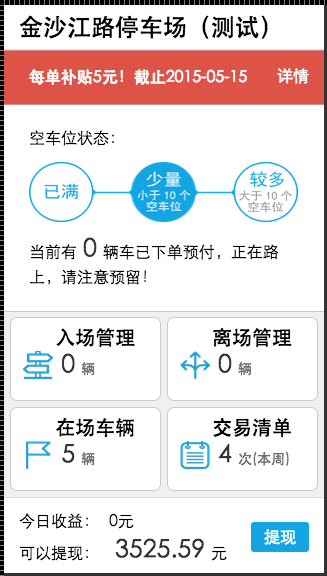 金沙江路停车场（测试）
每单补贴5元！截止2015-05-15 详情
空车位状态：
已满
少量
小于 10 个
空车位
较多
大于 10 个
空车位
当前有 0 辆车已下单预付，正在路
上，请注意预留！
入场管理
0 辆
离场管理
0 辆
在场车辆
5 辆
交易清单
4 次(本周)
今日收益： 0元
可以提现： 3525.59 元
提现